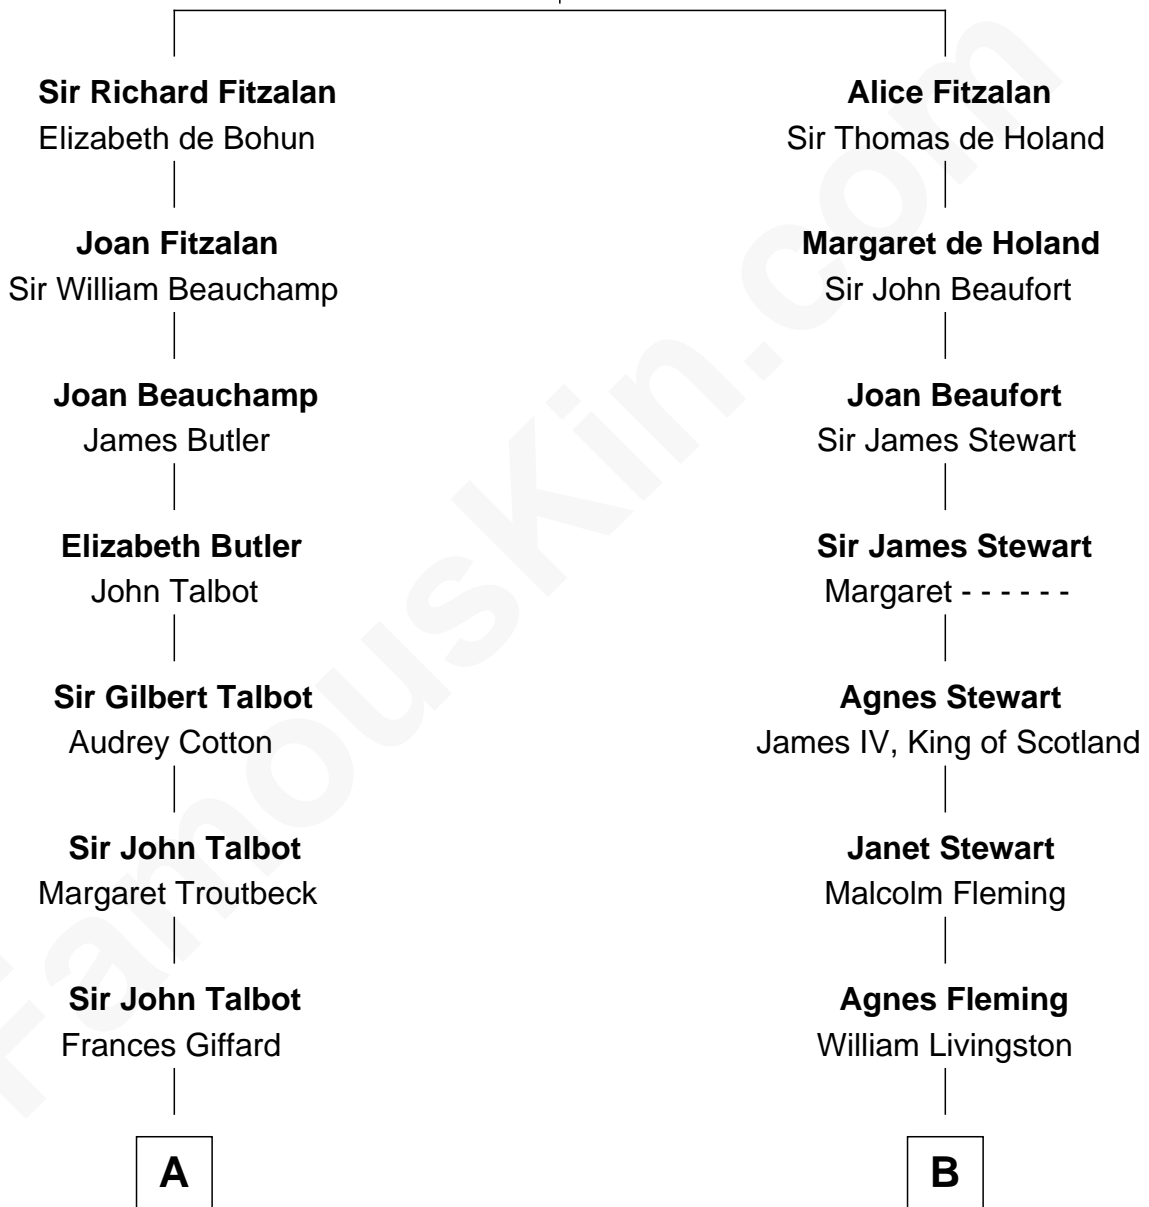 Sir Richard Fitzalan
Elizabeth de Bohun
Joan Fitzalan
Sir William Beauchamp
Joan Beauchamp
James Butler
Elizabeth Butler
John Talbot
Sir Gilbert Talbot
Audrey Cotton
Sir John Talbot
Margaret Troutbeck
Sir John Talbot
Frances Giffard
A
Alice Fitzalan
Sir Thomas de Holand
Margaret de Holand
Sir John Beaufort
Joan Beaufort
Sir James Stewart
Sir James Stewart
Margaret - - - - - -
Agnes Stewart
James IV, King of Scotland
Janet Stewart
Malcolm Fleming
Agnes Fleming
William Livingston
B
FamousKin.com